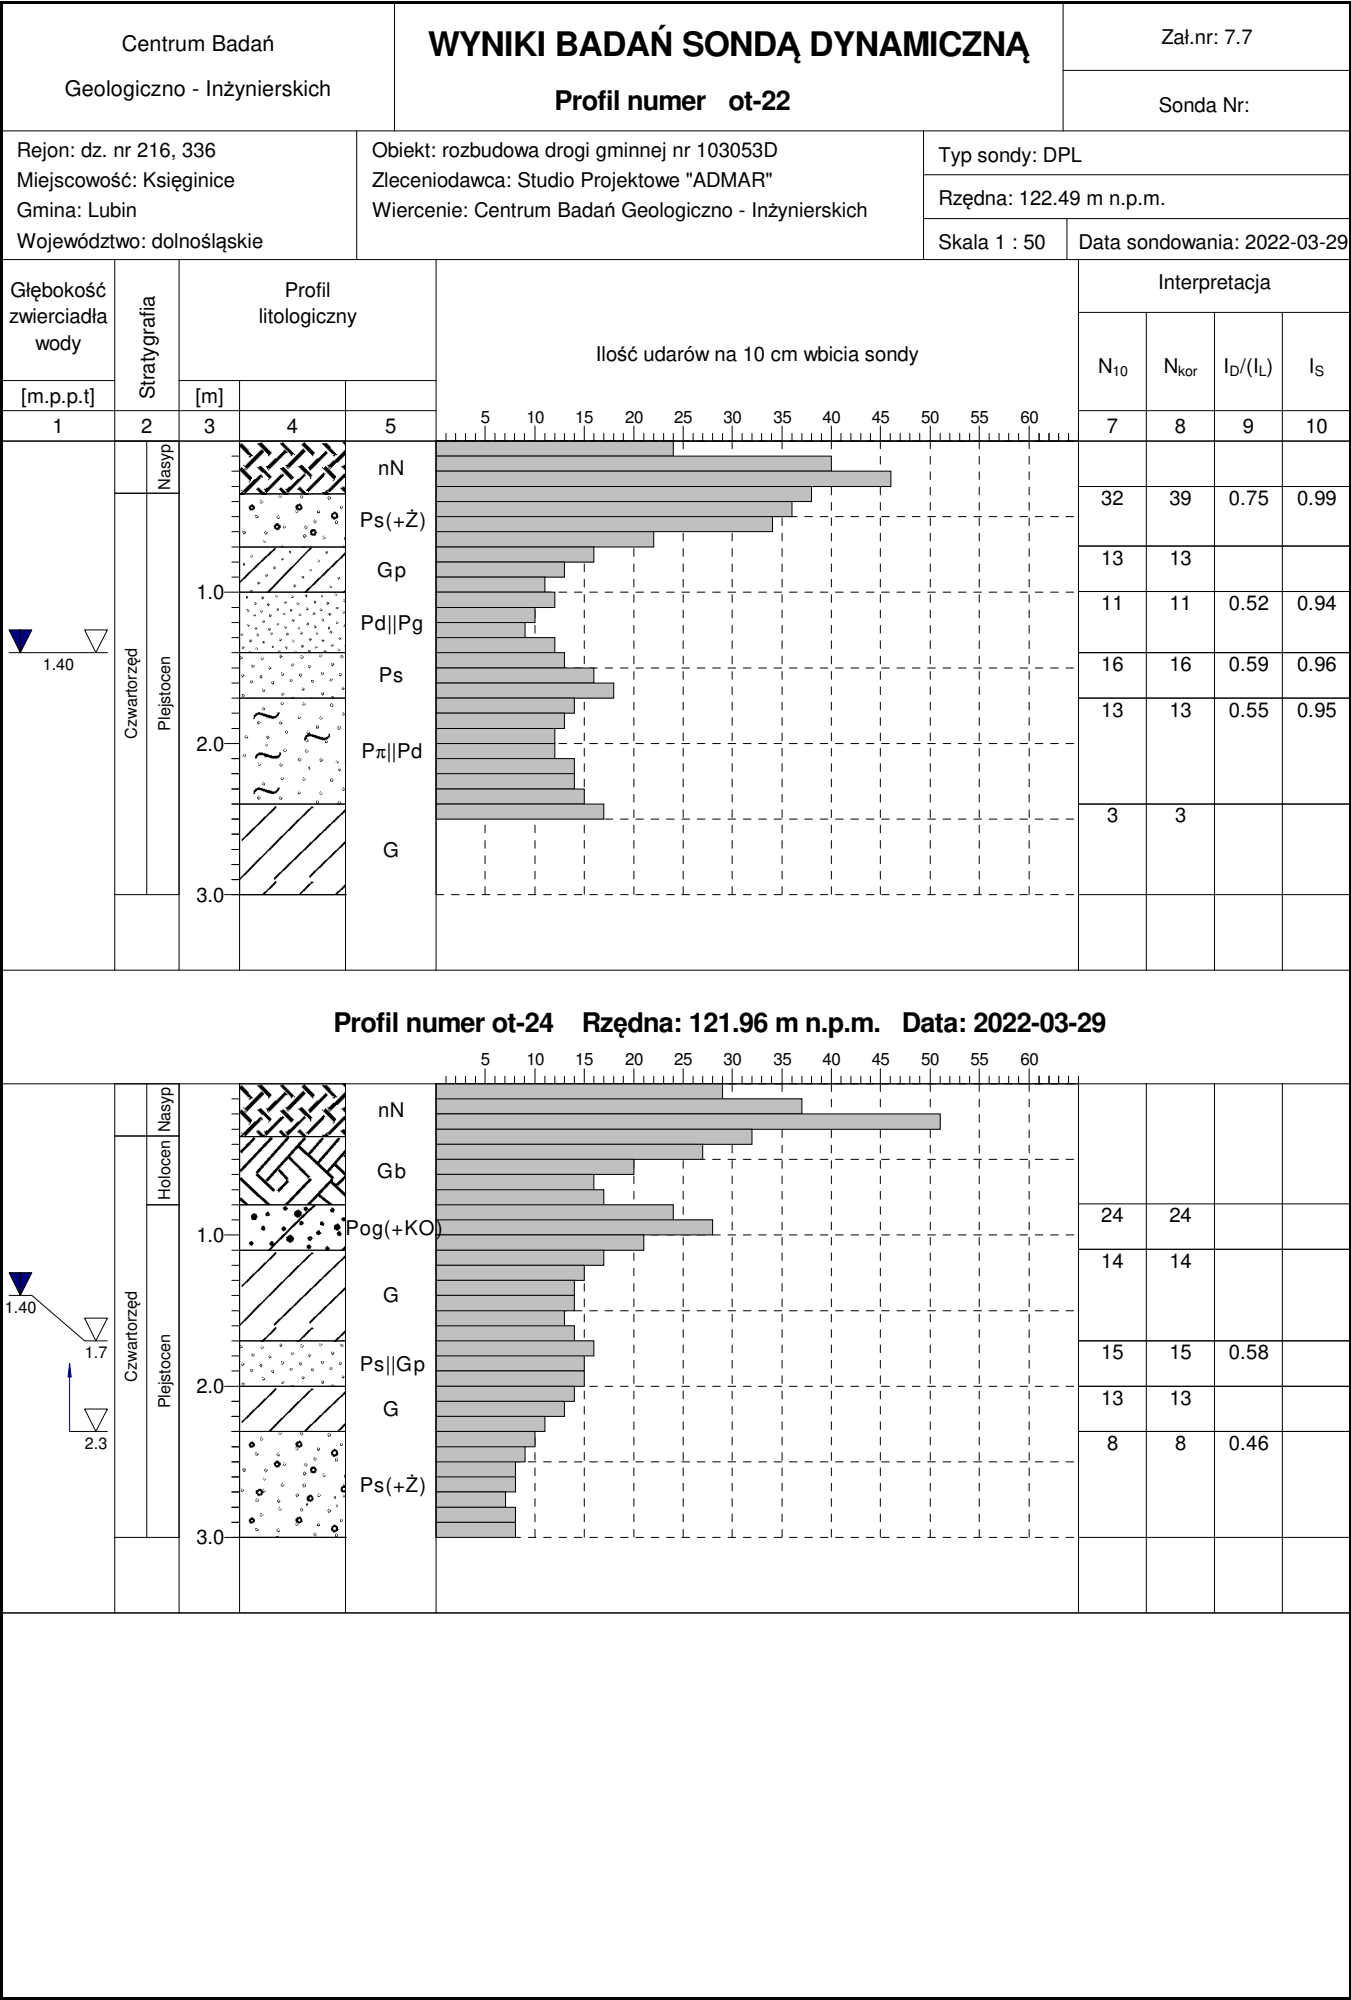 Centrum Badań
Geologiczno - Inżynierskich
WYNIKI BADAŃ SONDĄ DYNAMICZNĄ
Profil numer ot-22
Zał.nr: 7.7
Sonda Nr:
Rejon: dz. nr 216, 336
Miejscowość: Księginice
Gmina: Lubin
Województwo: dolnośląskie
Obiekt: rozbudowa drogi gminnej nr 103053D
Zleceniodawca: Studio Projektowe "ADMAR"
Wiercenie: Centrum Badań Geologiczno - Inżynierskich
Typ sondy: DPL
Rzędna: 122.49 m n.p.m.
Skala 1 : 50 Data sondowania: 2022-03-29
Głębokość
zwierciadła
wody
[m.p.p.t]
Stratygrafia
Profil
litologiczny
[m]
Ilość udarów na 10 cm wbicia sondy
Interpretacja
N10 Nkor ID/(IL) IS
5 10 15 20 25 30 35 40 45 50 55 60
1 2 3 4 5 7 8 9 10
Nasyp
nN
Ps(+Ż) 32 39 0.75 0.99
Gp 13 13
1.0
Pd||Pg 11 11 0.52 0.94
1.40
Czwartorzęd
Plejstocen
Ps 16 16 0.59 0.96
2.0
Pπ||Pd 13 13 0.55 0.95
G 3 3
3.0
Profil numer ot-24 Rzędna: 121.96 m n.p.m. Data: 2022-03-29
5 10 15 20 25 30 35 40 45 50 55 60
Nasyp
nN
Holocen
Gb
1.0
Pog(+KO) 24 24
G 14 14
1.40
1.7
Czwartorzęd
Plejstocen
Ps||Gp 15 15 0.58
2.0
G 13 13
2.3
Ps(+Ż) 8 8 0.46
3.0